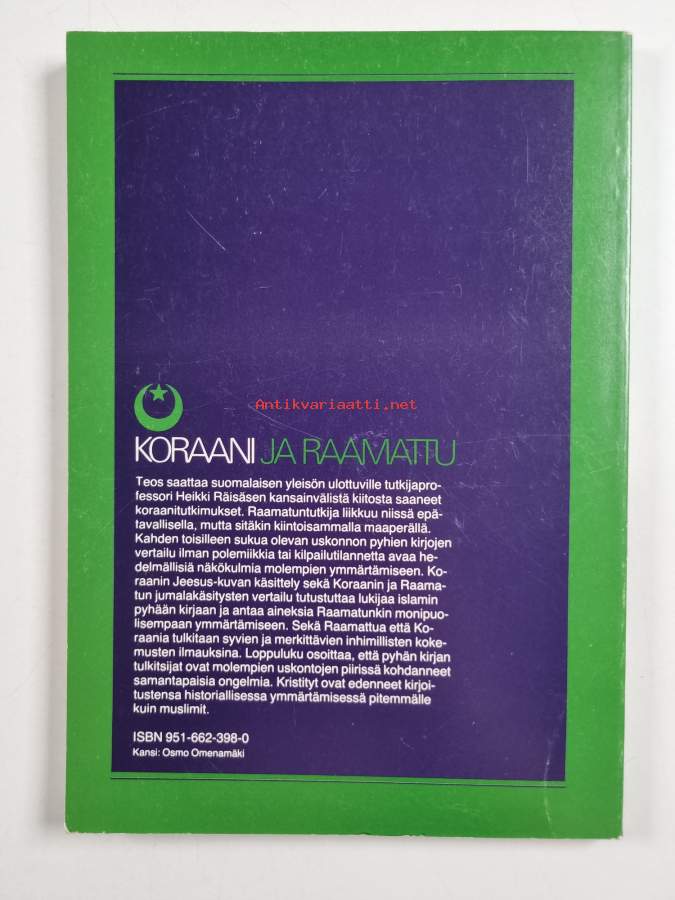 Antikvariaatti.net
KORAANI JA RAAMATTU
Teos saattaa suomalaisen yleisön ulottuville tutkijapro-
fessori Heikki Räisäsen kansainvälistä kiitosta saaneet
koraanitutkimukset. Raamatuntutkija liikkuu niissä epä-
tavallisella, mutta sitäkin kiintoisammalla maaperällä.
Kahden toisilleen sukua olevan uskonnon pyhien kirjojen
vertailu ilman polemiikkia tai kilpailutilannetta avaa he-
delmällisiä näkökulmia molempien ymmärtämiseen. Ko-
raanin Jeesus-kuvan käsittely sekä Koraanin ja Raama-
tun jumalakäsitysten vertailu tutustuttaa lukijaa islamin
pyhään kirjaan ja antaa aineksia Raamatunkin monipuo-
lisempaan ymmärtämiseen. Sekä Raamattua että Ko-
raania tulkitaan syvien ja merkittävien inhimillisten koke-
musten ilmauksina. Loppuluku osoittaa, että pyhän kirjan
tulkitsijat ovat molempien uskontojen piirissä kohdanneet
samantapaisia ongelmia. Kristityt ovat edenneet kirjoi-
tustensa historiallisessa ymmärtämisessä pitemmälle
kuin muslimit.
ISBN 951-662-398-0
Kansi: Osmo Omenamäki